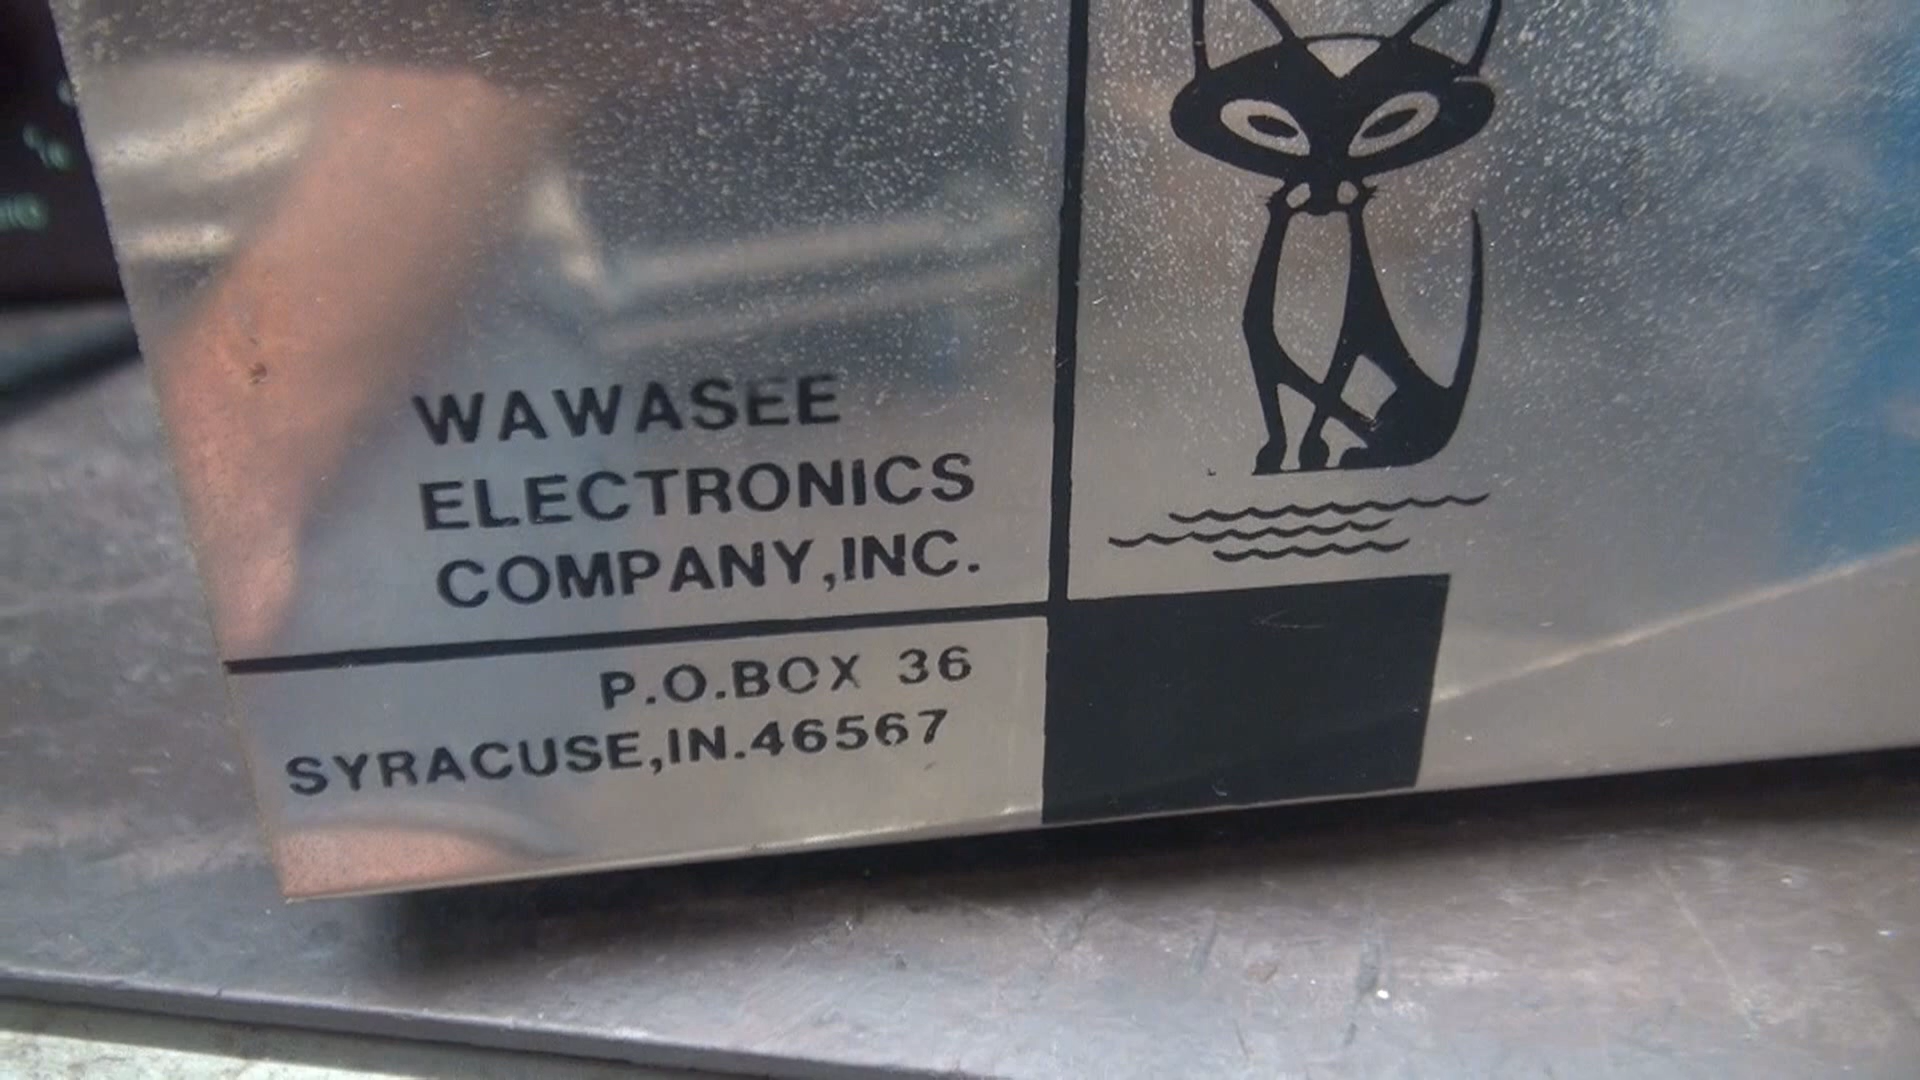 WAWASEE
ELECTRONICS
COMPANY,INC.
P.O.BOX 36
SYRACUSE,IN.46567